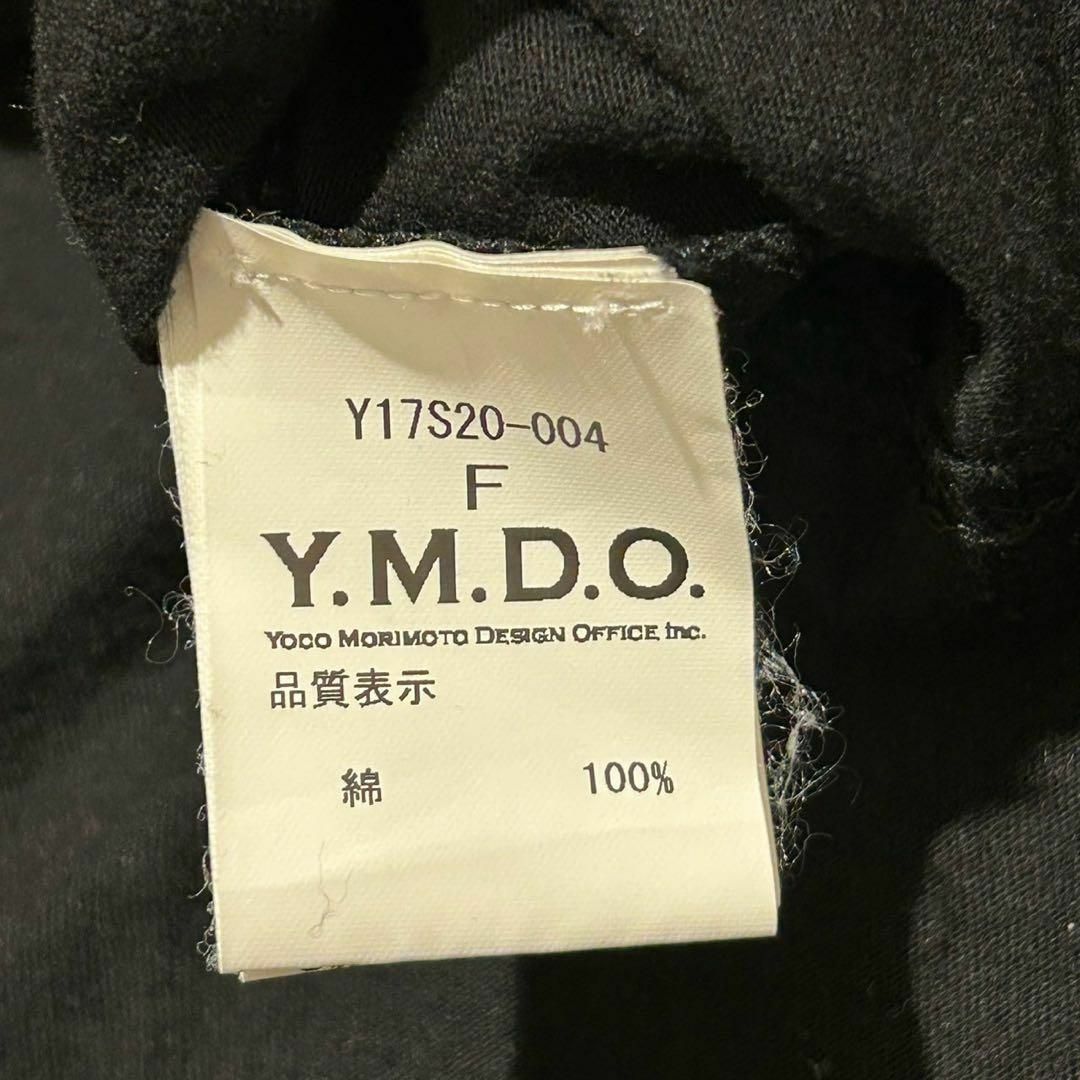 Y17S20-004
F
Y.M.D.O.
YOCO MORIMOTO DESIGN OFFICE inc.
品質表示
綿 100%